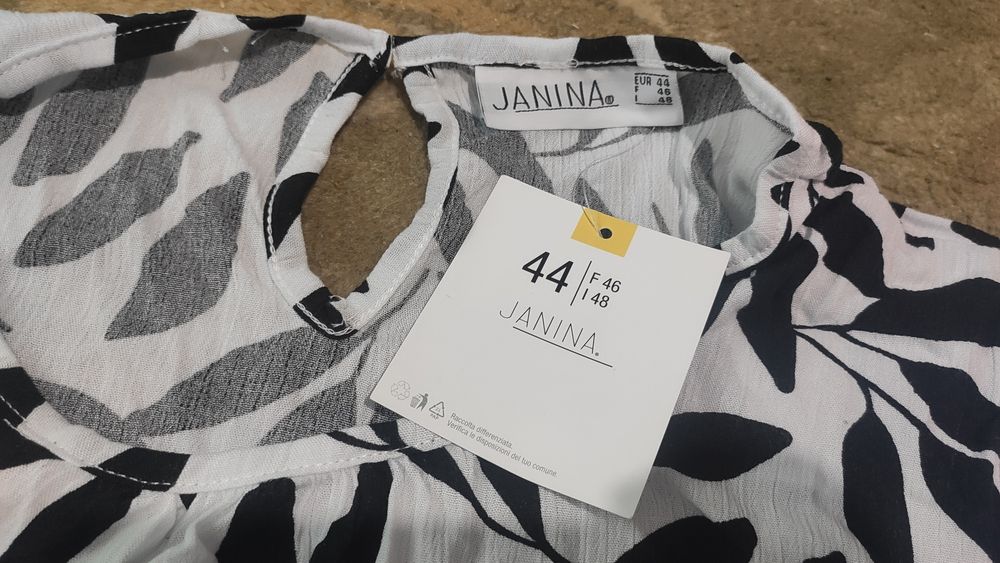 JANINA®
EUR 44
F 46
I 48
44
F 46
I 48
JANINA®
Raccolta differenziata.
Verifica le disposizioni del tuo comune.